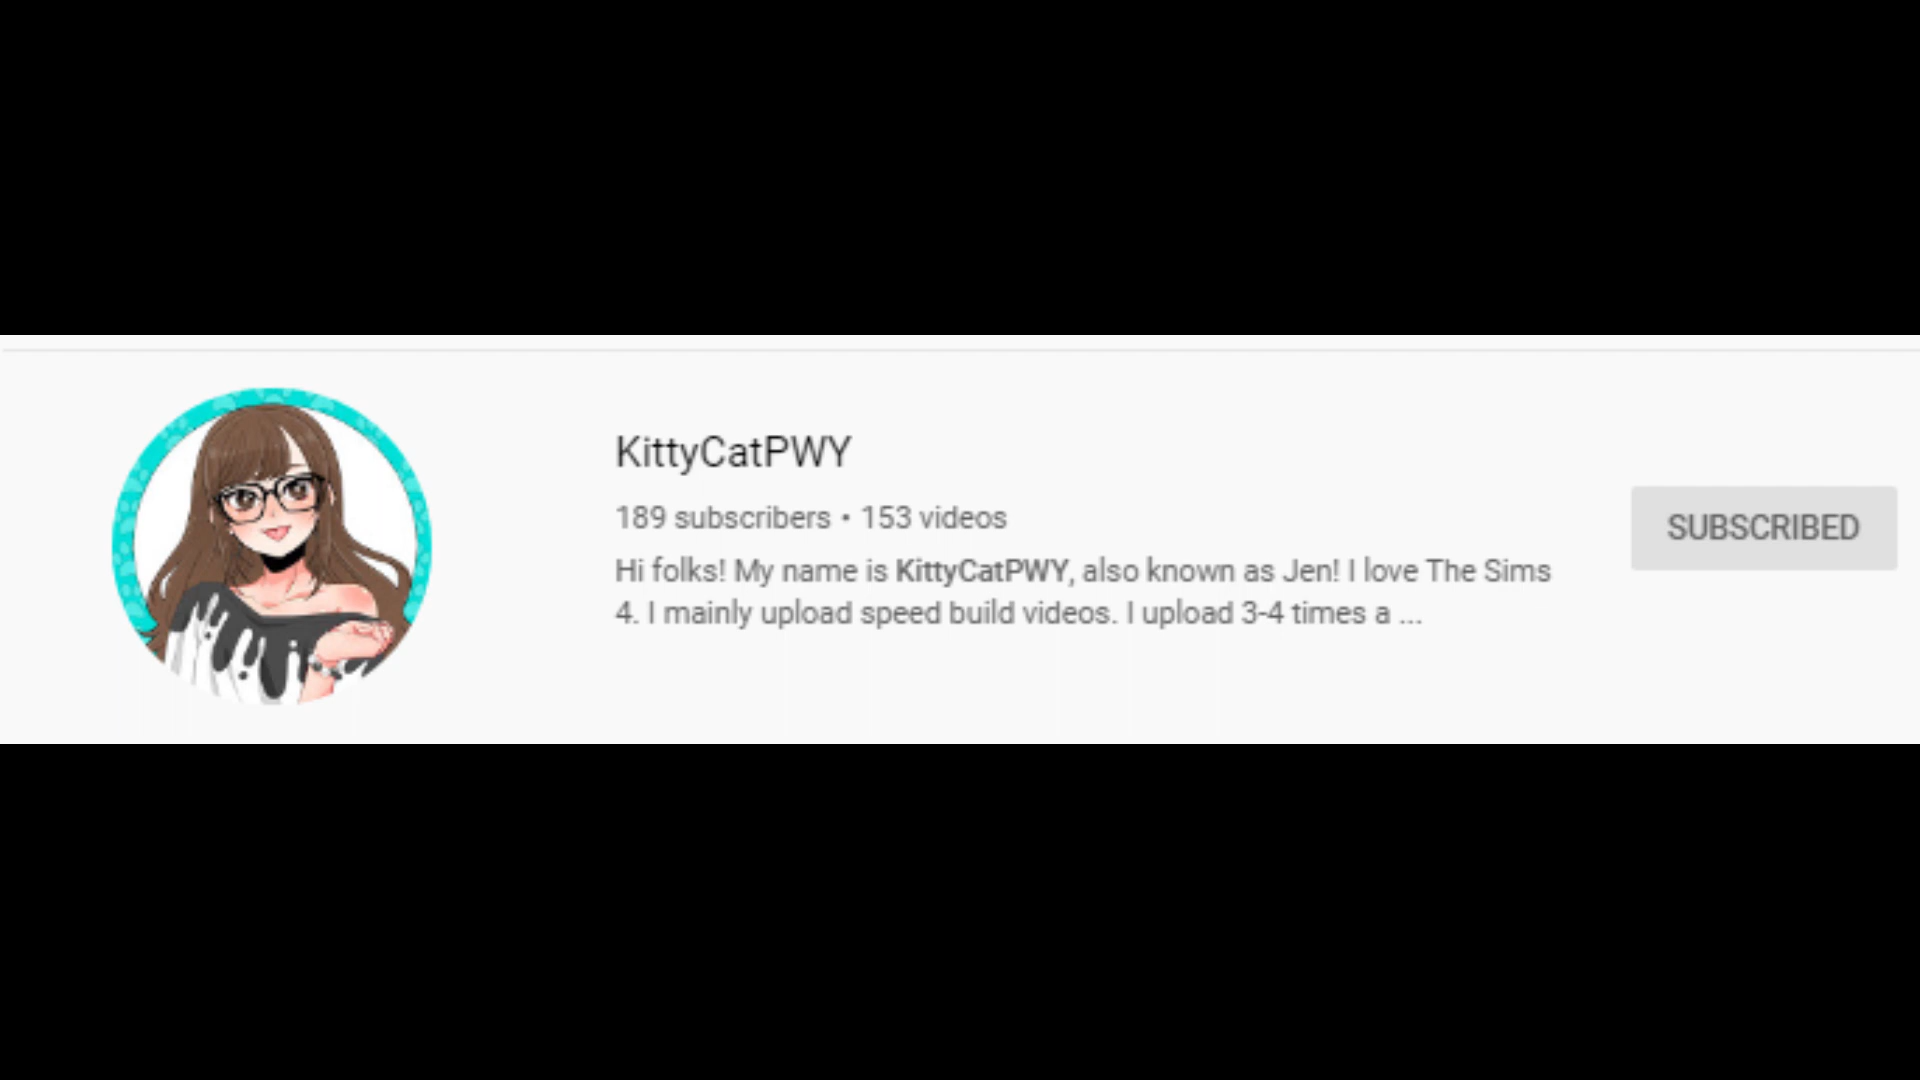 KittyCatPWY
189 subscribers • 153 videos
SUBSCRIBED
Hi folks! My name is KittyCatPWY, also known as Jen! I love The Sims
4. I mainly upload speed build videos. I upload 3-4 times a ...